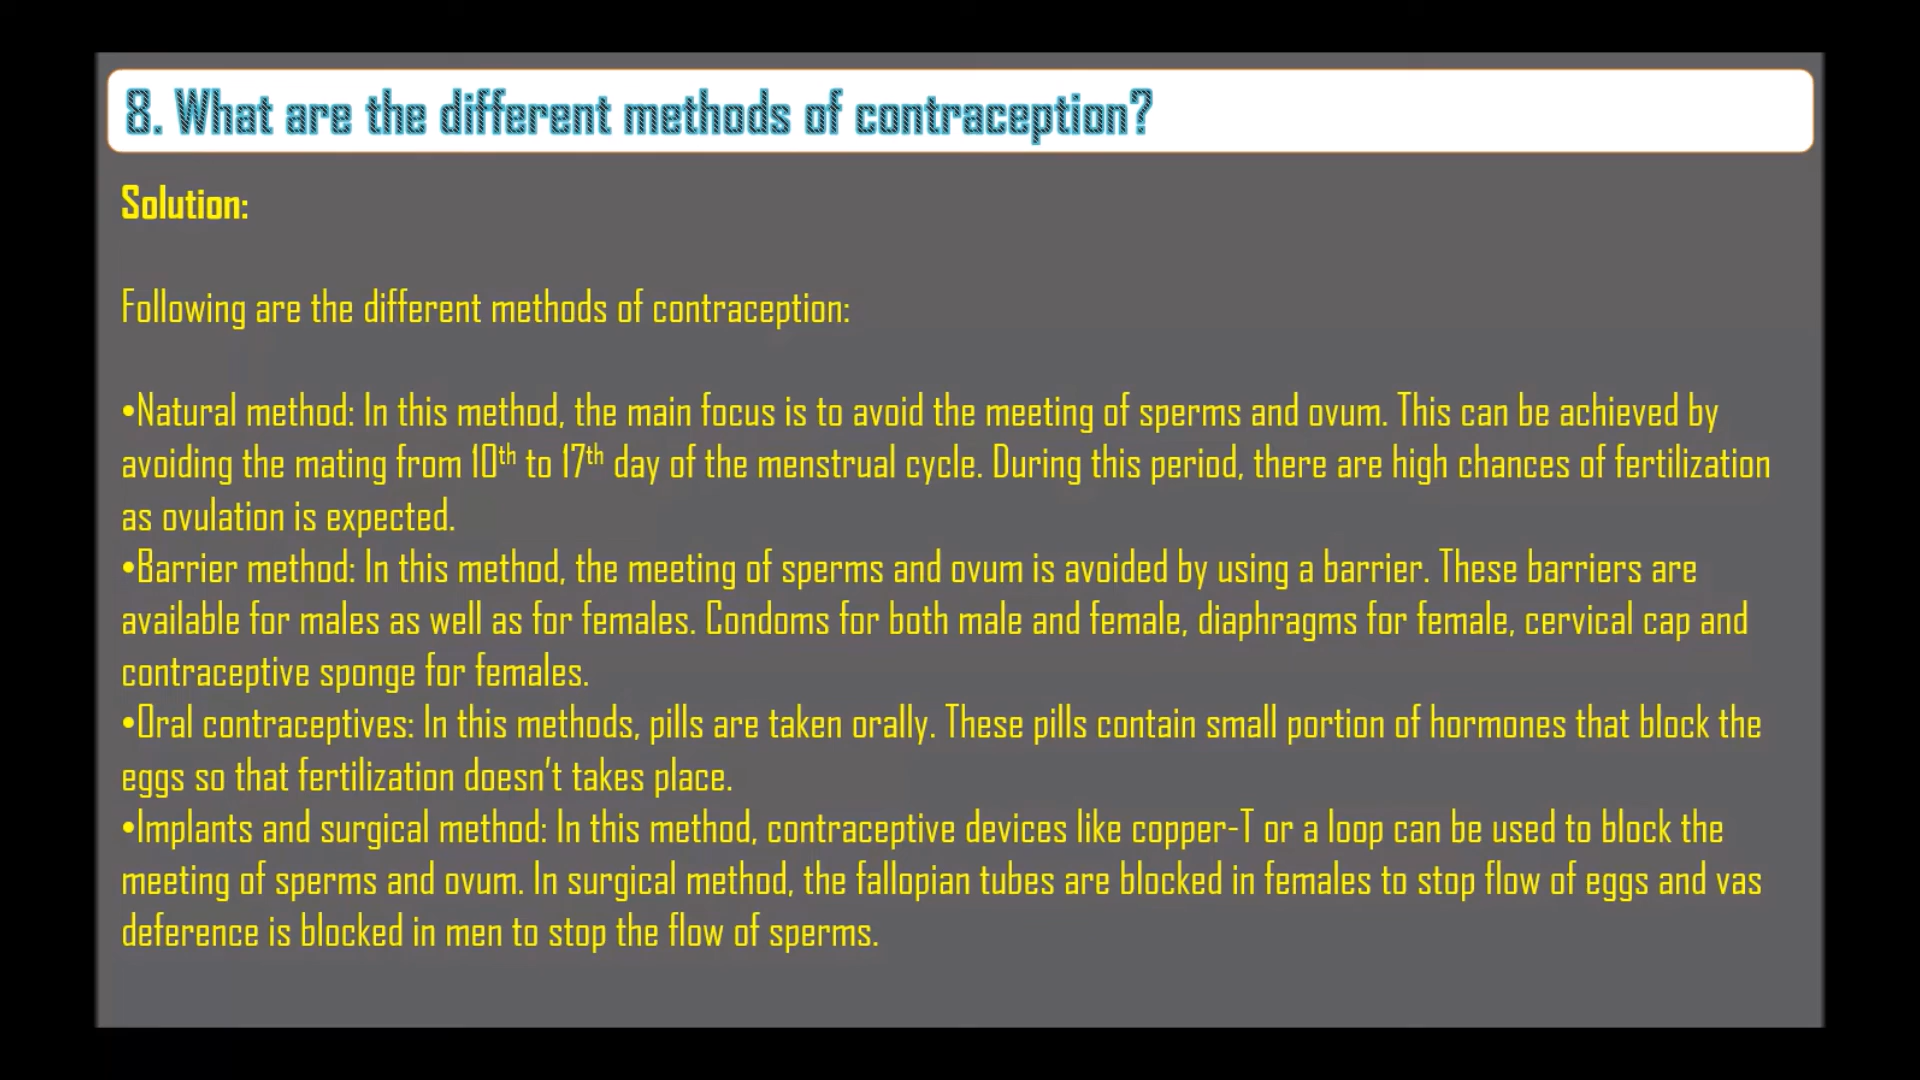 8. What are the different methods of contraception?
Solution:
Following are the different methods of contraception:
•Natural method: In this method, the main focus is to avoid the meeting of sperms and ovum. This can be achieved by
avoiding the mating from 10th to 17th day of the menstrual cycle. During this period, there are high chances of fertilization
as ovulation is expected.
•Barrier method: In this method, the meeting of sperms and ovum is avoided by using a barrier. These barriers are
available for males as well as for females. Condoms for both male and female, diaphragms for female, cervical cap and
contraceptive sponge for females.
•Oral contraceptives: In this methods, pills are taken orally. These pills contain small portion of hormones that block the
eggs so that fertilization doesn’t takes place.
•Implants and surgical method: In this method, contraceptive devices like copper-T or a loop can be used to block the
meeting of sperms and ovum. In surgical method, the fallopian tubes are blocked in females to stop flow of eggs and vas
deference is blocked in men to stop the flow of sperms.